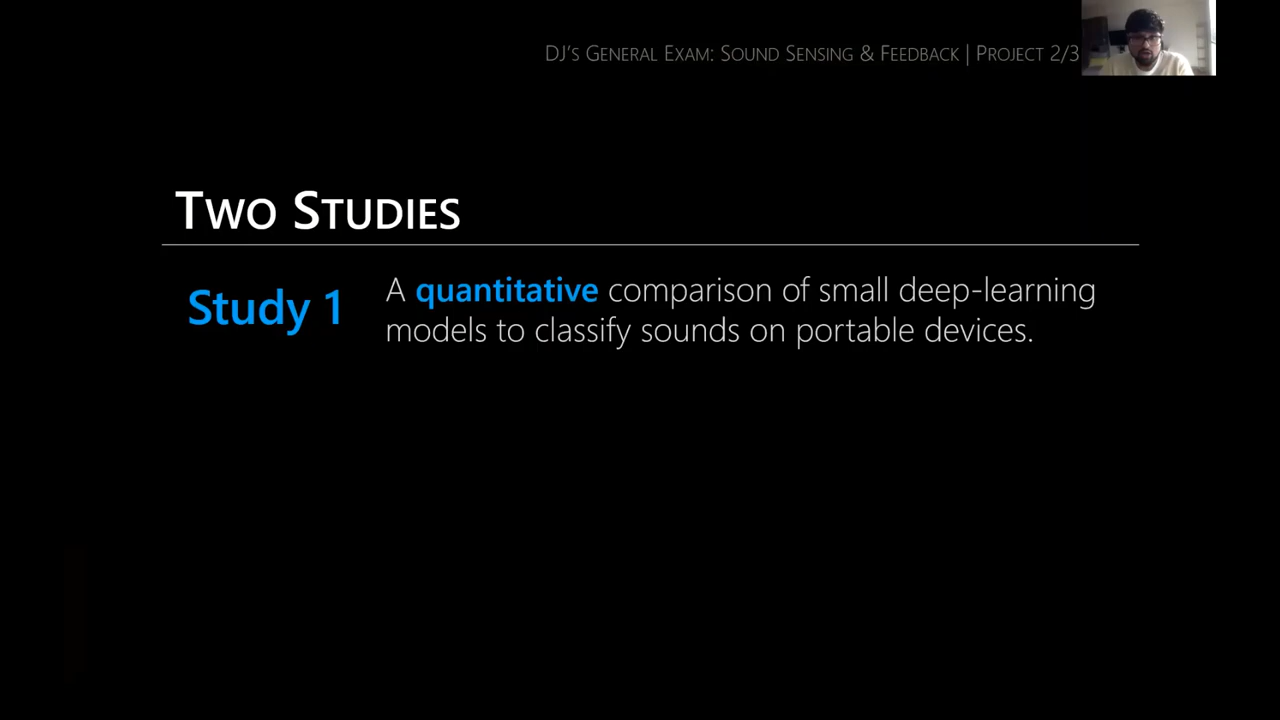 DJ's General Exam: Sound Sensing & Feedback | Project 2/3
Two Studies
Study 1
A quantitative comparison of small deep-learning
models to classify sounds on portable devices.